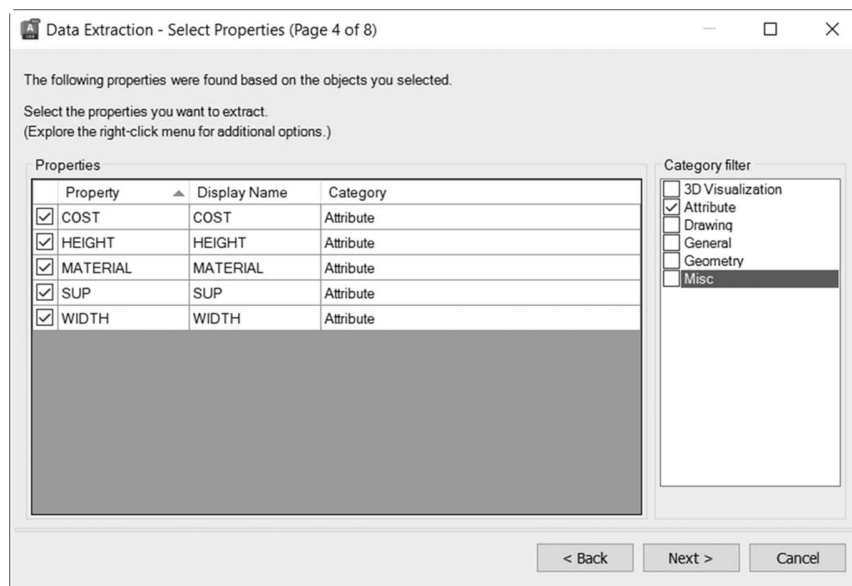 Data Extraction - Select Properties (Page 4 of 8)
The following properties were found based on the objects you selected.
Select the properties you want to extract.
(Explore the right-click menu for additional options.)
Properties
Property Display Name Category
COST COST Attribute
HEIGHT HEIGHT Attribute
MATERIAL MATERIAL Attribute
SUP SUP Attribute
WIDTH WIDTH Attribute
Category filter
3D Visualization
Attribute
Drawing
General
Geometry
Misc
< Back Next > Cancel